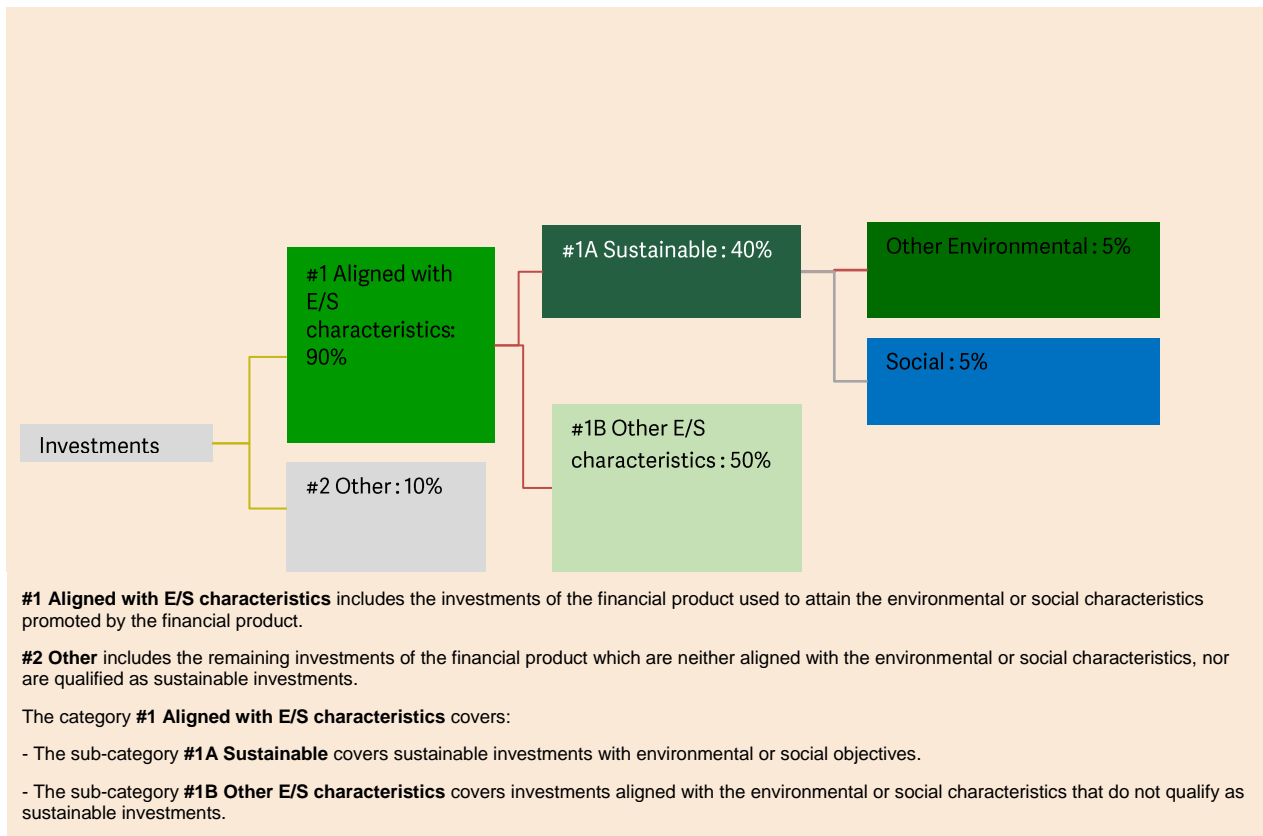 Investments
#1 Aligned with
E/S
characteristics:
90%
#2 Other : 10%
#1A Sustainable : 40%
#1B Other E/S
characteristics : 50%
Other Environmental : 5%
Social : 5%
#1 Aligned with E/S characteristics includes the investments of the financial product used to attain the environmental or social characteristics
promoted by the financial product.
#2 Other includes the remaining investments of the financial product which are neither aligned with the environmental or social characteristics, nor
are qualified as sustainable investments.
The category #1 Aligned with E/S characteristics covers:
- The sub-category #1A Sustainable covers sustainable investments with environmental or social objectives.
- The sub-category #1B Other E/S characteristics covers investments aligned with the environmental or social characteristics that do not qualify as
sustainable investments.